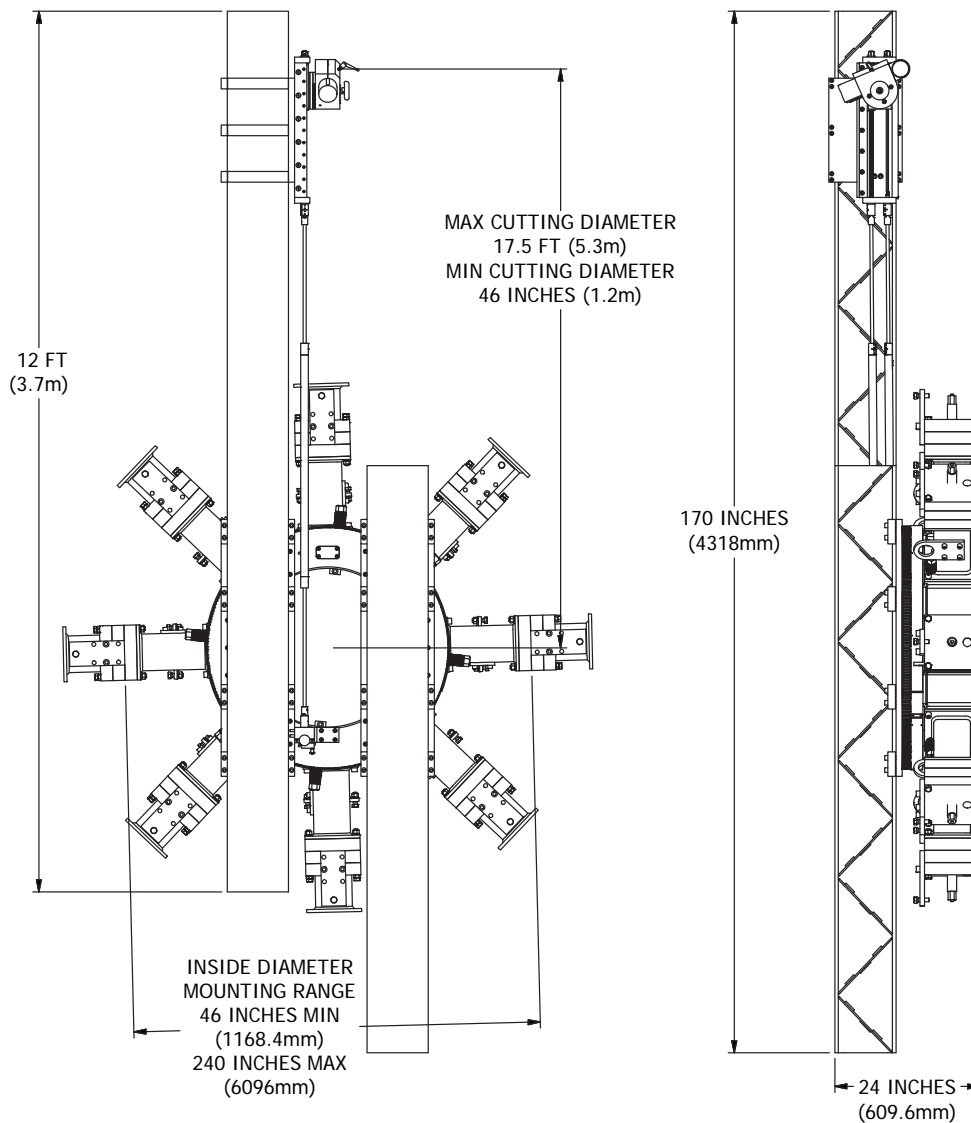 MAX CUTTING DIAMETER
17.5 FT (5.3m)
MIN CUTTING DIAMETER
46 INCHES (1.2m)
12 FT
(3.7m)
170 INCHES
(4318mm)
INSIDE DIAMETER
MOUNTING RANGE
46 INCHES MIN
(1168.4mm)
240 INCHES MAX
(6096mm)
24 INCHES
(609.6mm)